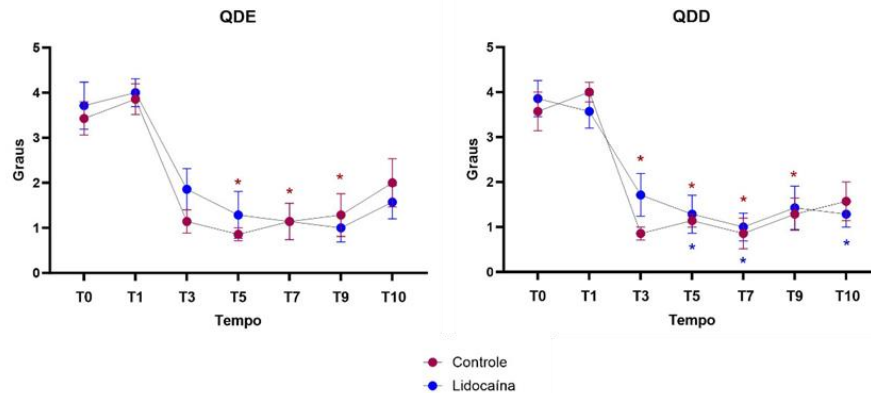 QDE
5
4
3
2
1
0
Graus
* * *
T0 T1 T3 T5 T7 T9 T10
Tempo
QDD
5
4
3
2
1
0
Graus
* * * *
* * *
T0 T1 T3 T5 T7 T9 T10
Tempo
Controle
Lidocaína